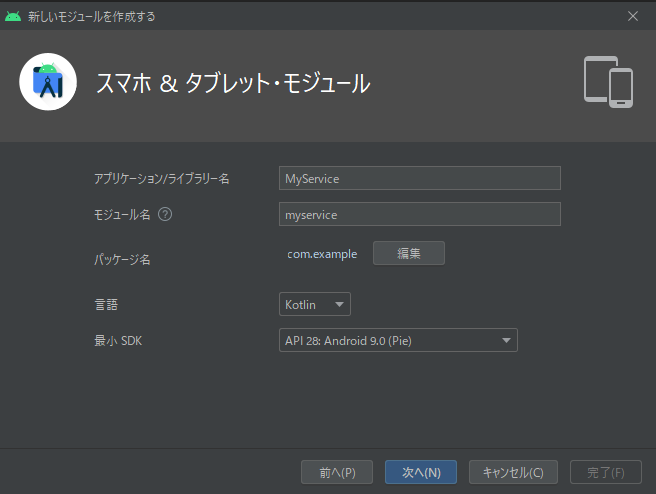 新しいモジュールを作成する
スマホ & タブレット・モジュール
アプリケーション/ライブラリー名 MyService
モジュール名 ? myservice
パッケージ名 com.example 編集
言語 Kotlin
最小 SDK API 28: Android 9.0 (Pie)
前へ(P) 次へ(N) キャンセル(C) 完了(F)